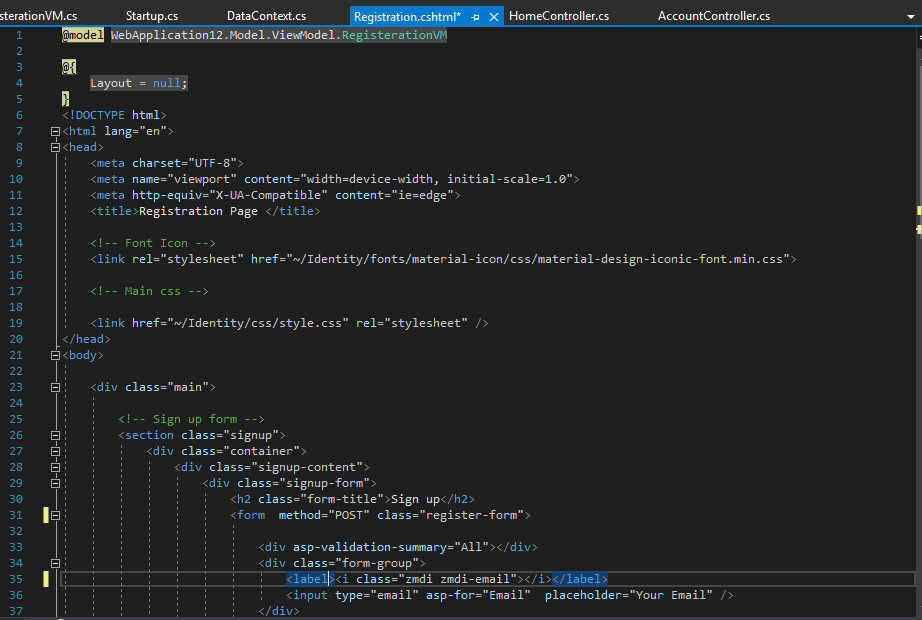 sterationVM.cs Startup.cs DataContext.cs Registration.cshtml* HomeController.cs AccountController.cs
1 @model WebApplication12.Model.ViewModel.RegisterationVM
2
3 @{
4 Layout = null;
5 }
6 <!DOCTYPE html>
7 <html lang="en">
8 <head>
9 <meta charset="UTF-8">
10 <meta name="viewport" content="width=device-width, initial-scale=1.0">
11 <meta http-equiv="X-UA-Compatible" content="ie=edge">
12 <title>Registration Page </title>
13
14 <!-- Font Icon -->
15 <link rel="stylesheet" href="~/Identity/fonts/material-icon/css/material-design-iconic-font.min.css">
16
17 <!-- Main css -->
18
19 <link href="~/Identity/css/style.css" rel="stylesheet" />
20 </head>
21 <body>
22
23 <div class="main">
24
25 <!-- Sign up form -->
26 <section class="signup">
27 <div class="container">
28 <div class="signup-content">
29 <div class="signup-form">
30 <h2 class="form-title">Sign up</h2>
31 <form  method="POST" class="register-form">
32
33 <div asp-validation-summary="All"></div>
34 <div class="form-group">
35 <label><i class="zmdi zmdi-email"></i></label>
36 <input type="email" asp-for="Email"  placeholder="Your Email" />
37 </div>